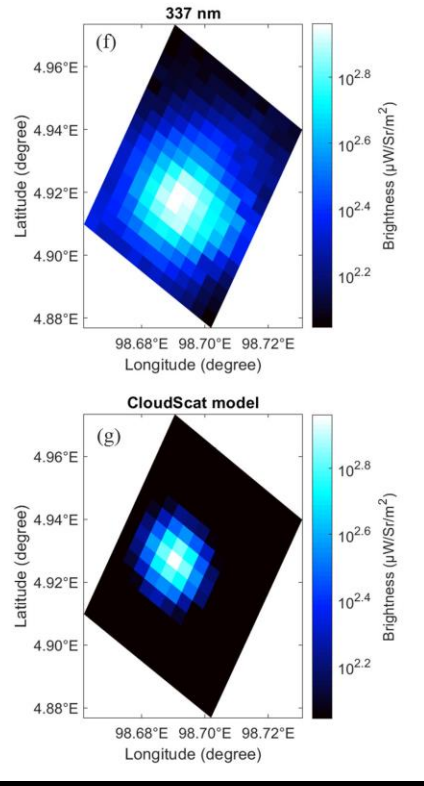 337 nm
(f)
4.96°E
4.94°E
4.92°E
4.90°E
4.88°E
Latitude (degree)
98.68°E 98.70°E 98.72°E
Longitude (degree)
10^2.8
10^2.6
10^2.4
10^2.2
Brightness (μW/Sr/m²)
CloudScat model
(g)
4.96°E
4.94°E
4.92°E
4.90°E
4.88°E
Latitude (degree)
98.68°E 98.70°E 98.72°E
Longitude (degree)
10^2.8
10^2.6
10^2.4
10^2.2
Brightness (μW/Sr/m²)